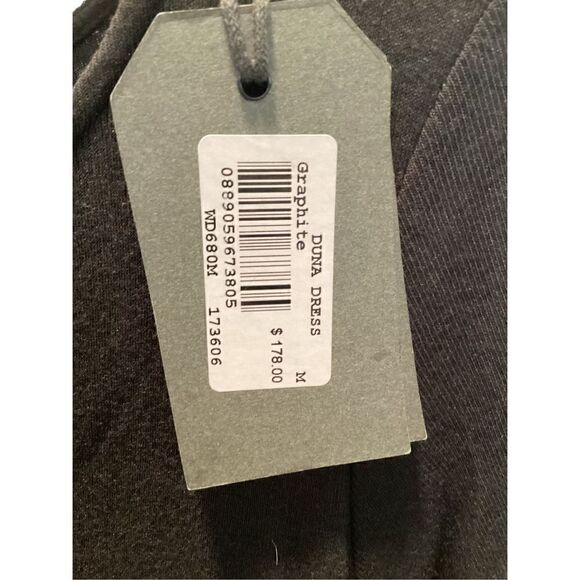 DUNA DRESS M
Graphite
$ 178.00
0889059673805
WD680M 173606